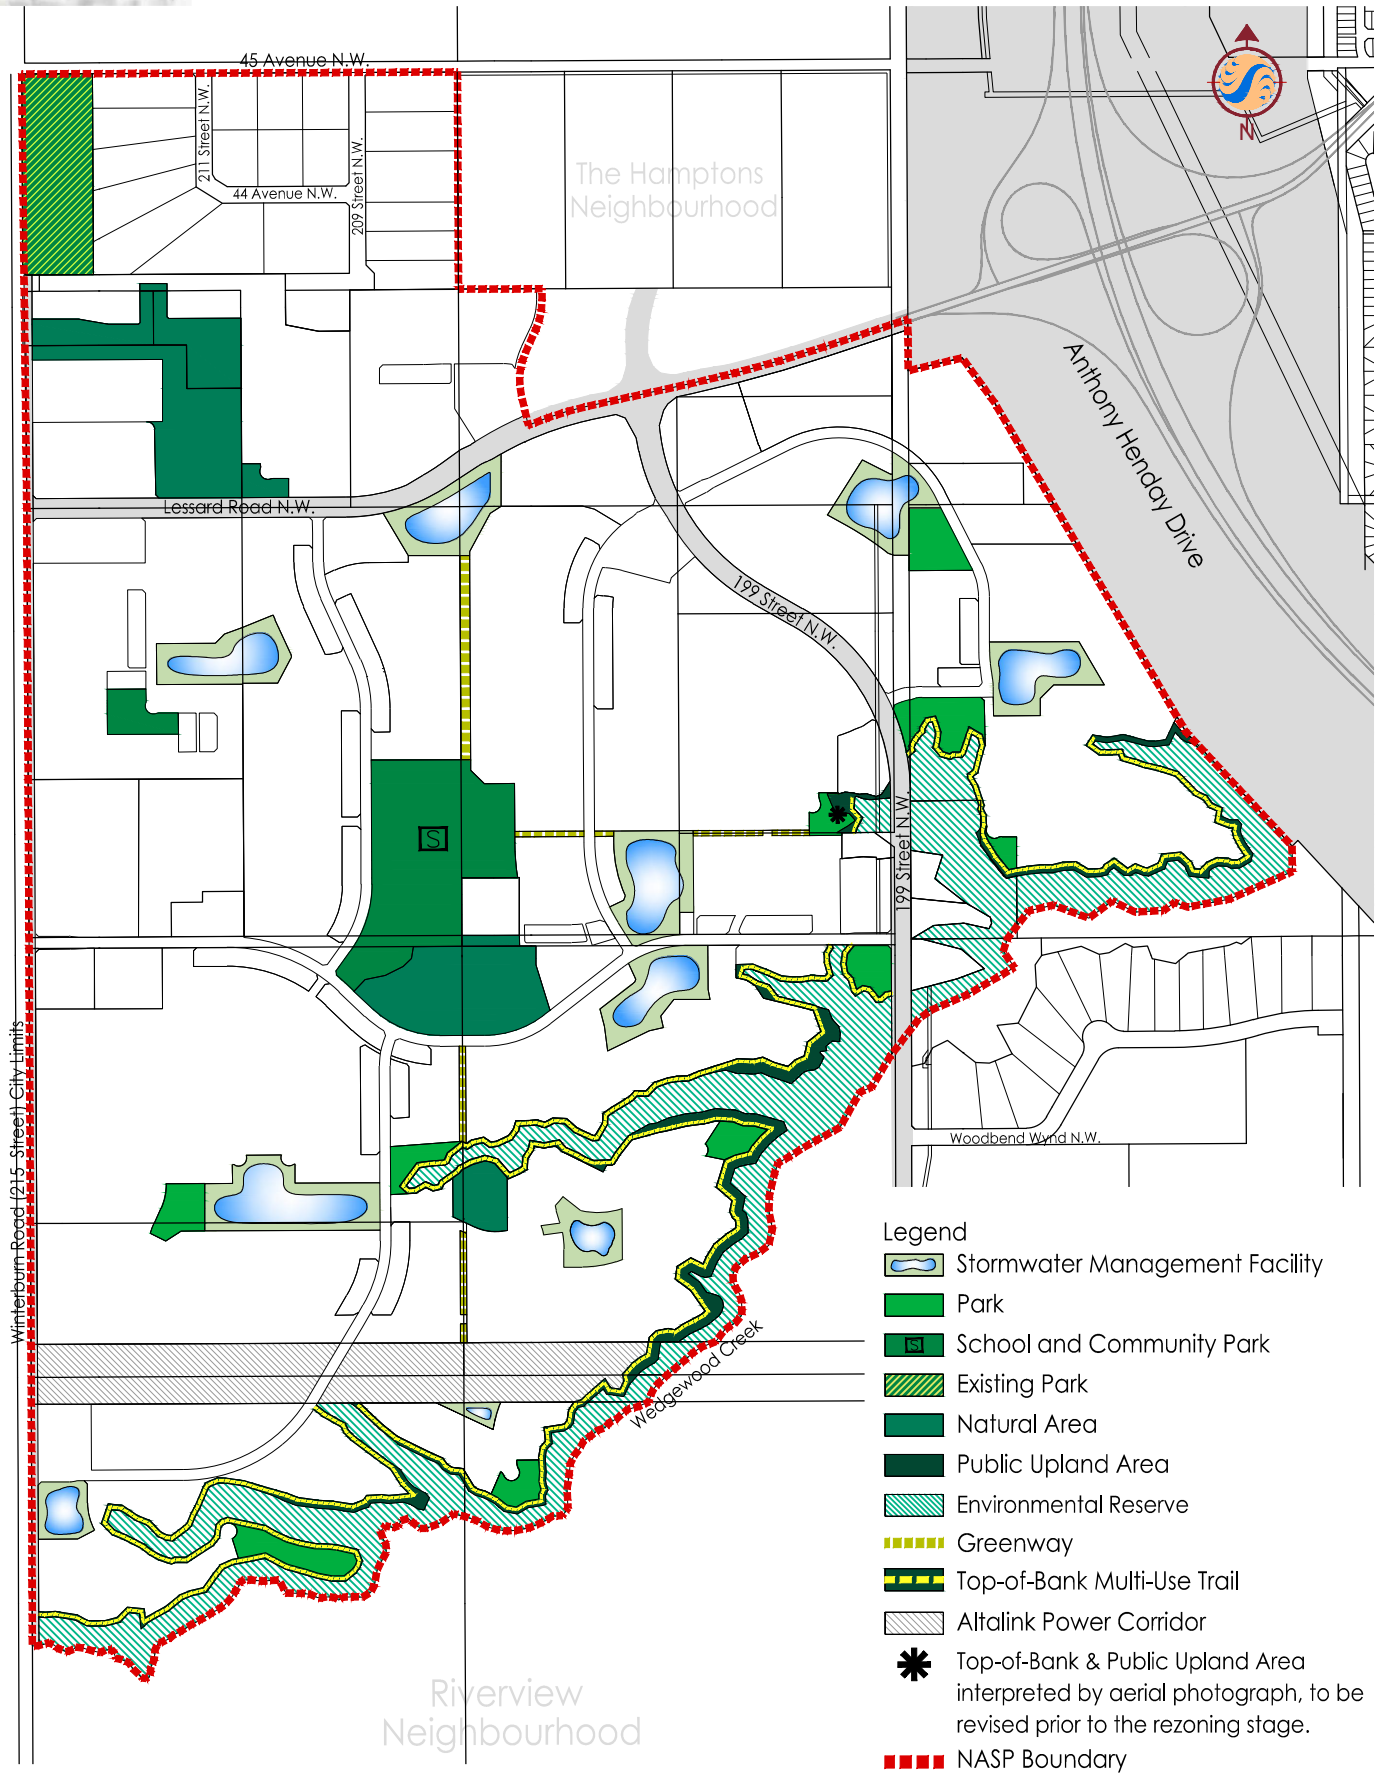 45 Avenue N.W.
211 Street N.W.
44 Avenue N.W.
209 Street N.W.
The Hamptons
Neighbourhood
N
Anthony Henday Drive
Lessard Road N.W.
199 Street N.W.
S
199 Street N.W.
Winterburn Road (215 Street) City Limits
Woodbend Wynd N.W.
Wedgewood Creek
Riverview
Neighbourhood
Legend
Stormwater Management Facility
Park
S
School and Community Park
Existing Park
Natural Area
Public Upland Area
Environmental Reserve
Greenway
Top-of-Bank Multi-Use Trail
Altalink Power Corridor
Top-of-Bank & Public Upland Area
interpreted by aerial photograph, to be
revised prior to the rezoning stage.
NASP Boundary